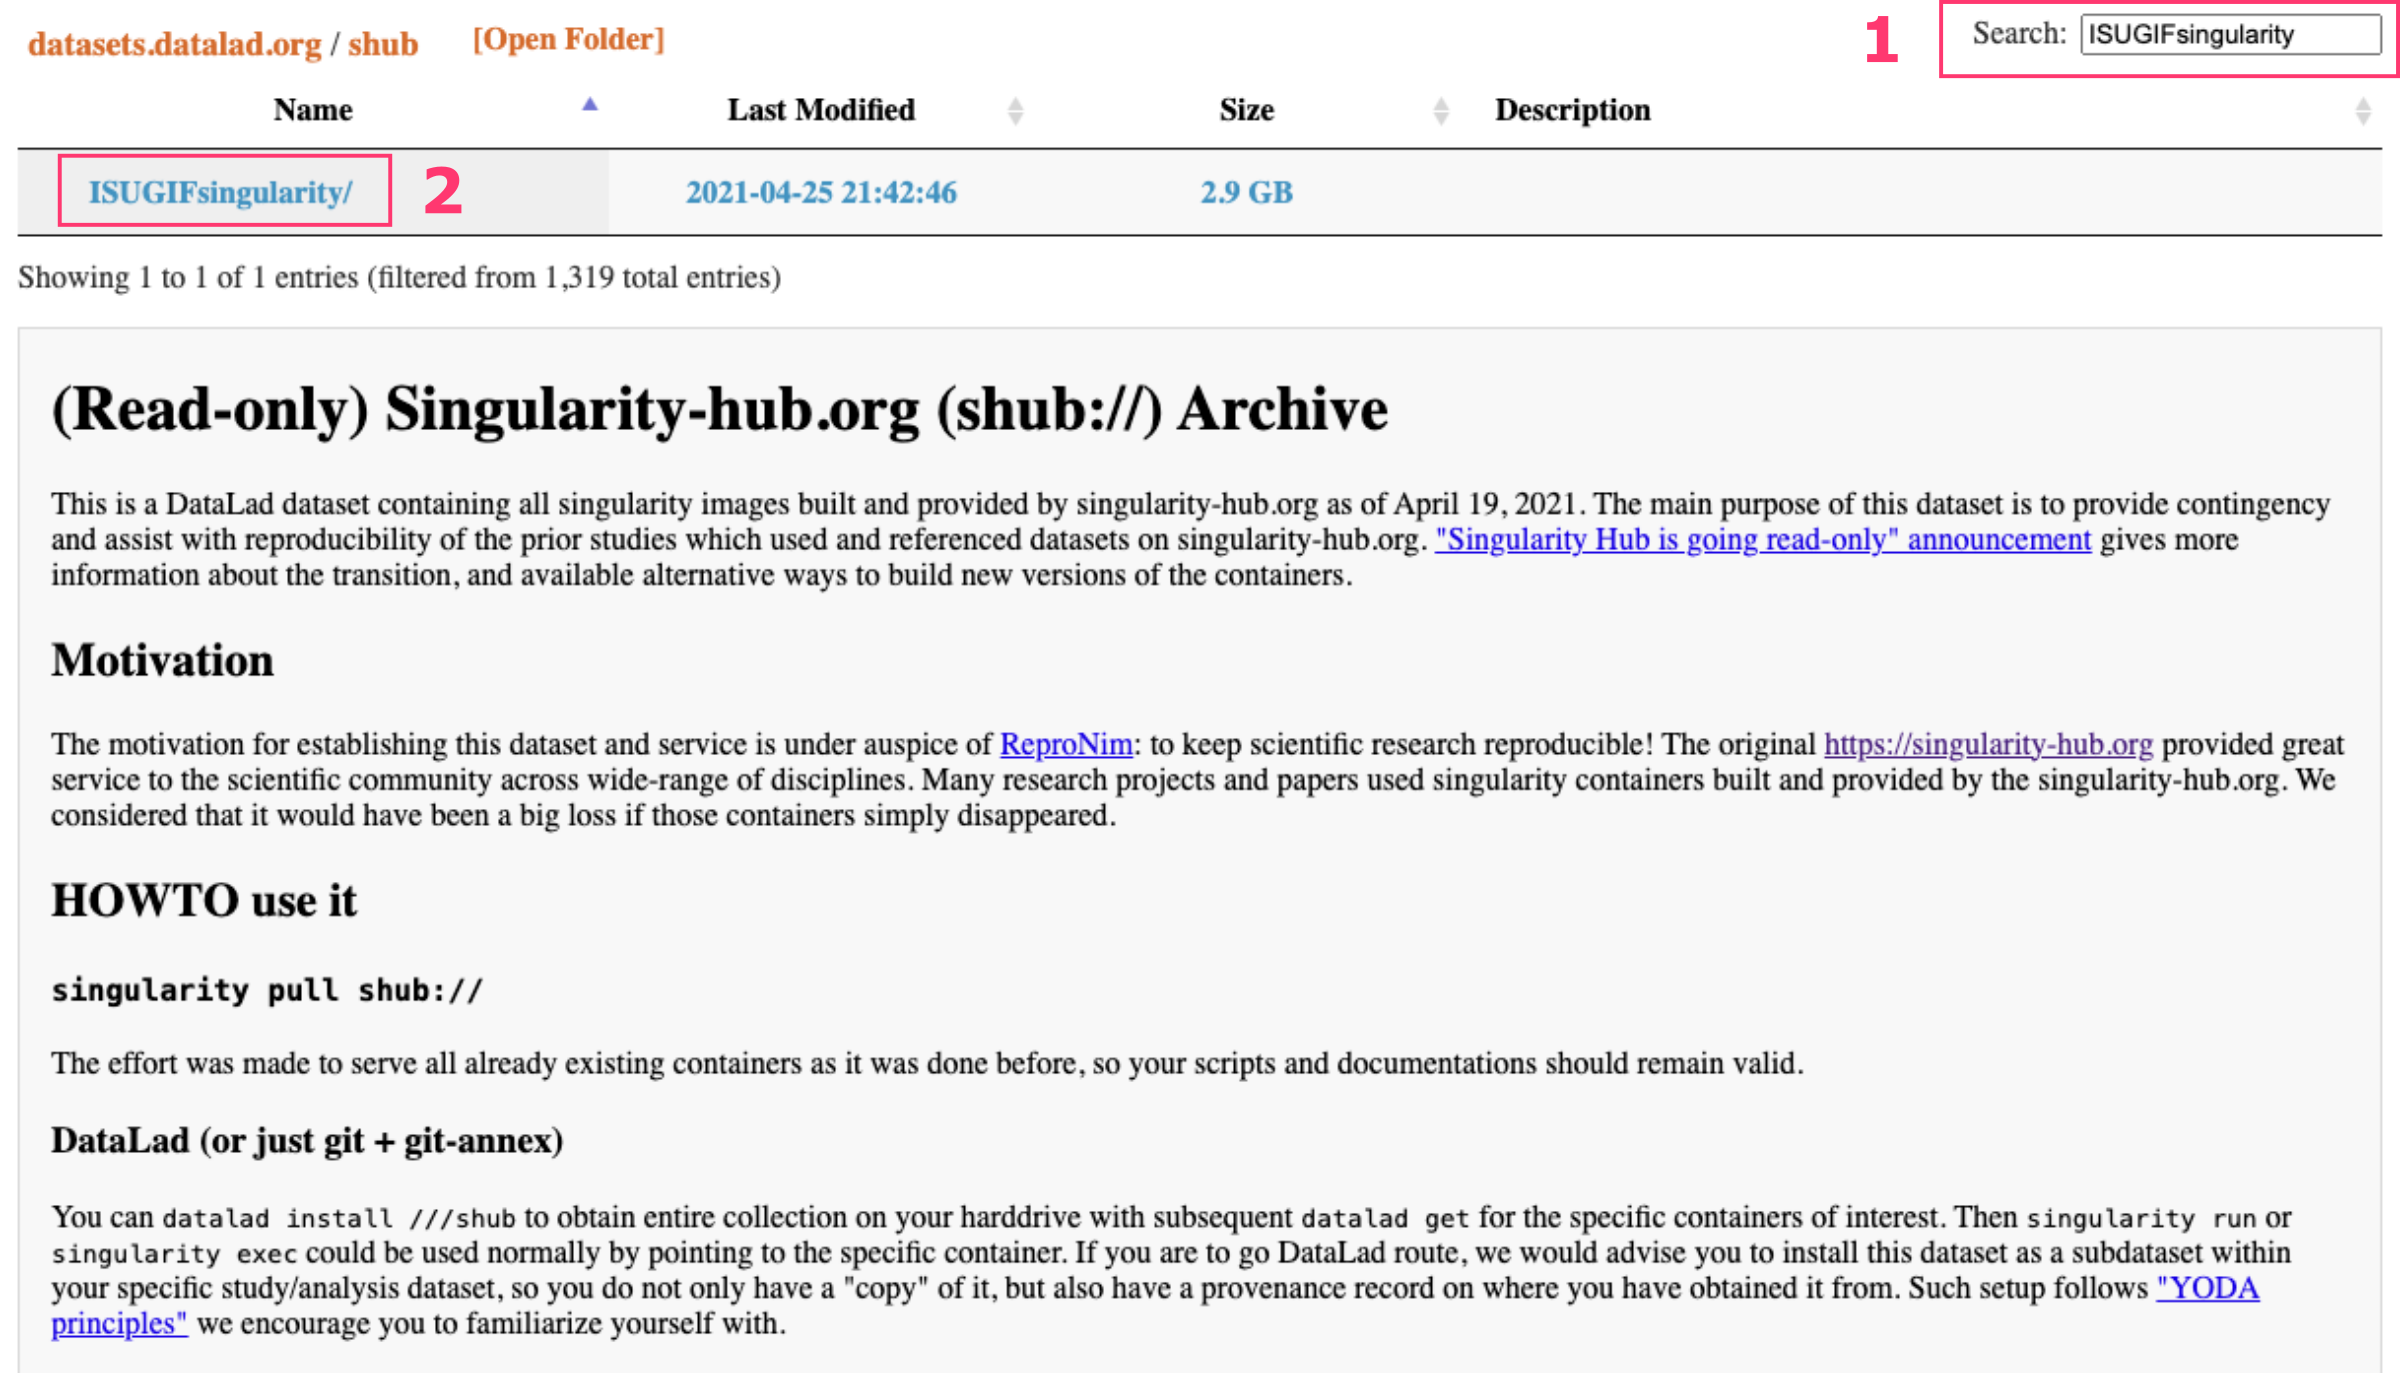 datasets.datalad.org / shub [Open Folder] 1 Search: ISUGIFsingularity
Name Last Modified Size Description
ISUGIFsingularity/ 2 2021-04-25 21:42:46 2.9 GB
Showing 1 to 1 of 1 entries (filtered from 1,319 total entries)
(Read-only) Singularity-hub.org (shub://) Archive
This is a DataLad dataset containing all singularity images built and provided by singularity-hub.org as of April 19, 2021. The main purpose of this dataset is to provide contingency
and assist with reproducibility of the prior studies which used and referenced datasets on singularity-hub.org. "Singularity Hub is going read-only" announcement gives more
information about the transition, and available alternative ways to build new versions of the containers.
Motivation
The motivation for establishing this dataset and service is under auspice of ReproNim: to keep scientific research reproducible! The original https://singularity-hub.org provided great
service to the scientific community across wide-range of disciplines. Many research projects and papers used singularity containers built and provided by the singularity-hub.org. We
considered that it would have been a big loss if those containers simply disappeared.
HOWTO use it
singularity pull shub://
The effort was made to serve all already existing containers as it was done before, so your scripts and documentations should remain valid.
DataLad (or just git + git-annex)
You can datalad install ///shub to obtain entire collection on your harddrive with subsequent datalad get for the specific containers of interest. Then singularity run or
singularity exec could be used normally by pointing to the specific container. If you are to go DataLad route, we would advise you to install this dataset as a subdataset within
your specific study/analysis dataset, so you do not only have a "copy" of it, but also have a provenance record on where you have obtained it from. Such setup follows "YODA
principles" we encourage you to familiarize yourself with.